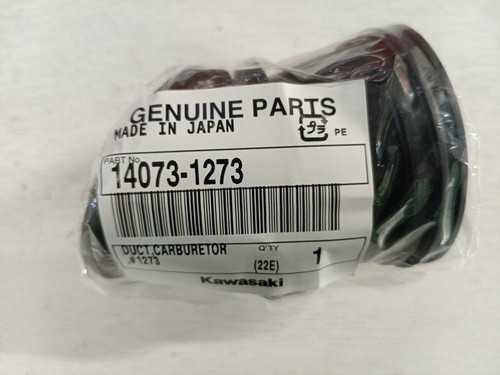 GENUINE PARTS
MADE IN JAPAN
プラ PE
PART No.
14073-1273
DUCT,CARBURETOR Q'TY
#1273 (22E) 1
Kawasaki